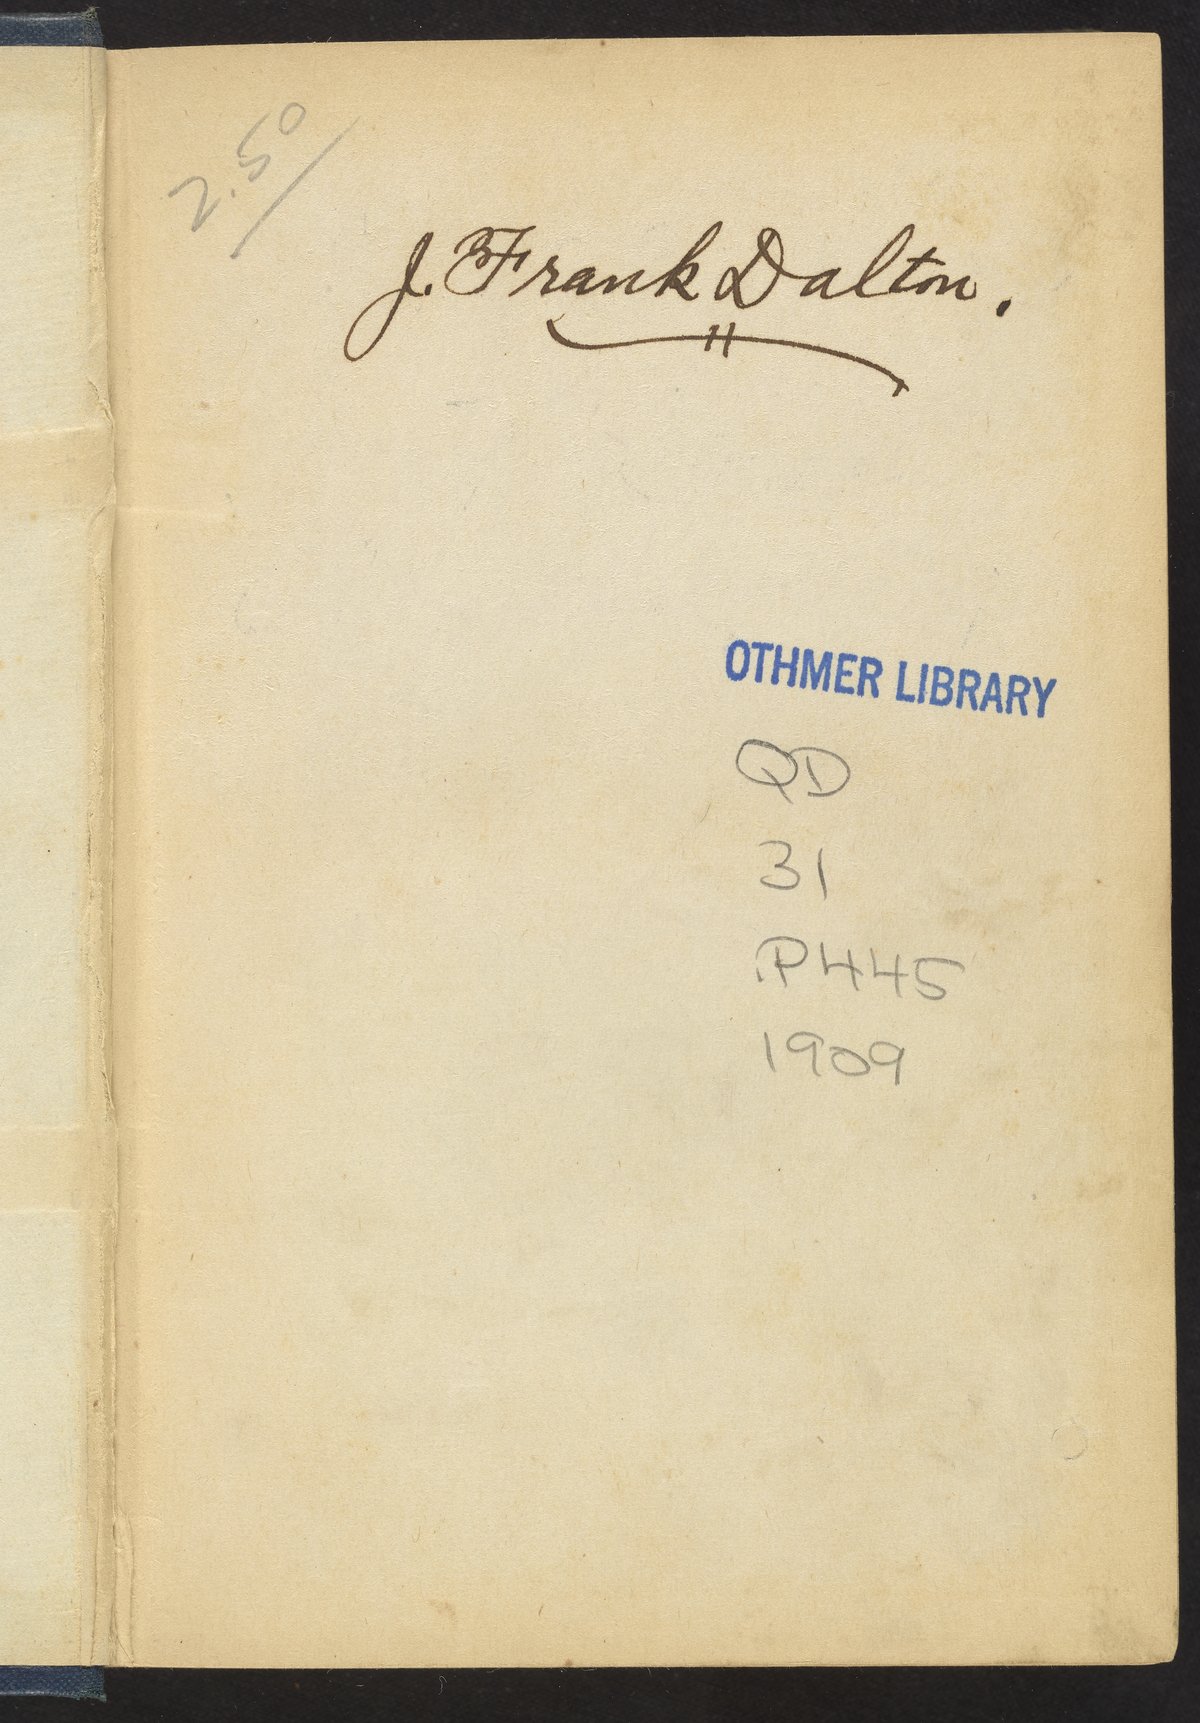 2.50
J. Frank Dalton.
OTHMER LIBRARY
QD
31
.P445
1909